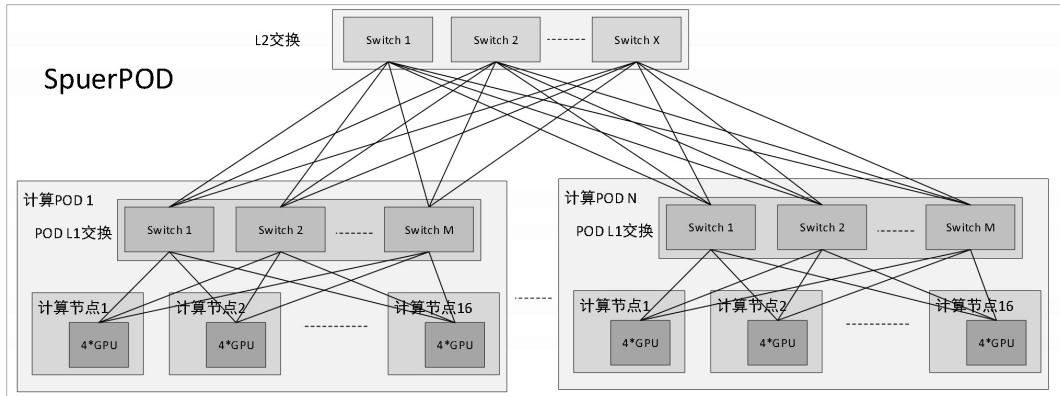 L2交换
Switch 1
Switch 2
Switch X
SpuerPOD
计算POD 1
POD L1交换
Switch 1
Switch 2
Switch M
计算节点1
计算节点2
计算节点16
4*GPU
4*GPU
4*GPU
计算POD N
POD L1交换
Switch 1
Switch 2
Switch M
计算节点1
计算节点2
计算节点16
4*GPU
4*GPU
4*GPU